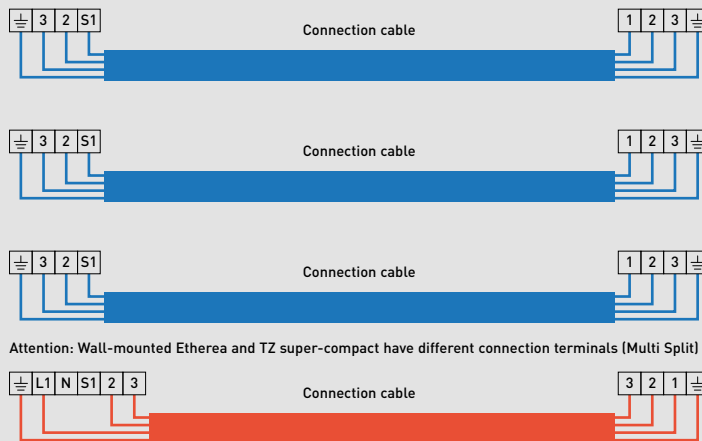 ⏚ 3 2 S1 Connection cable 1 2 3 ⏚
⏚ 3 2 S1 Connection cable 1 2 3 ⏚
⏚ 3 2 S1 Connection cable 1 2 3 ⏚
Attention: Wall-mounted Etherea and TZ super-compact have different connection terminals (Multi Split)
⏚ L1 N S1 2 3 Connection cable 3 2 1 ⏚